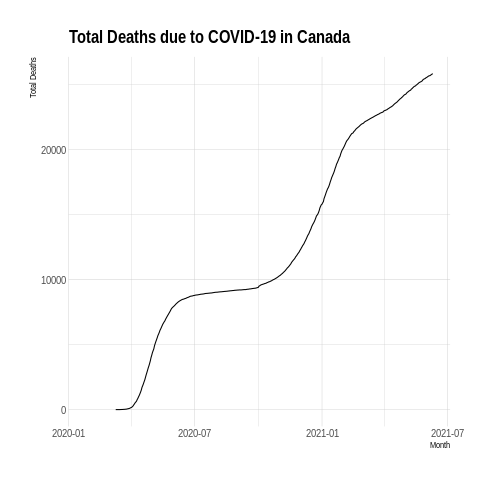 Total Deaths due to COVID-19 in Canada
Total Deaths
20000
10000
0
2020-01 2020-07 2021-01 2021-07
Month